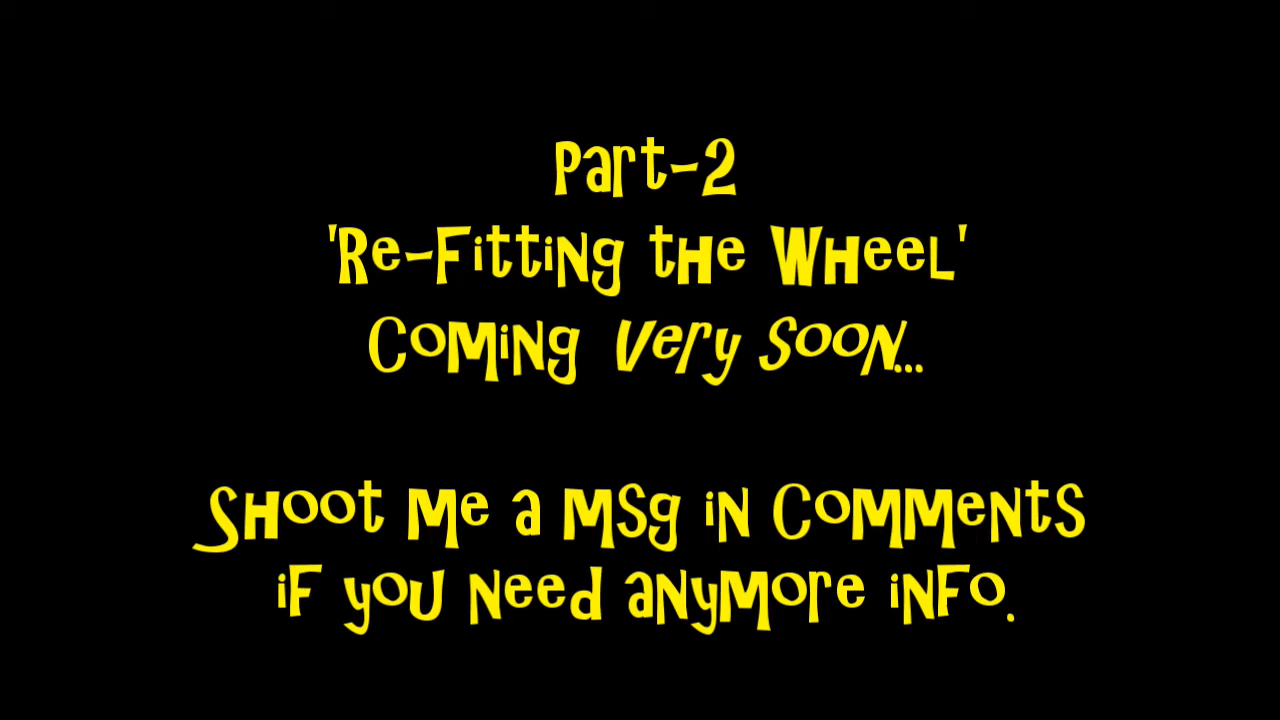 Part-2
'Re-Fitting the Wheel'
Coming Very Soon...
Shoot me a msg in Comments
if you need anymore info.